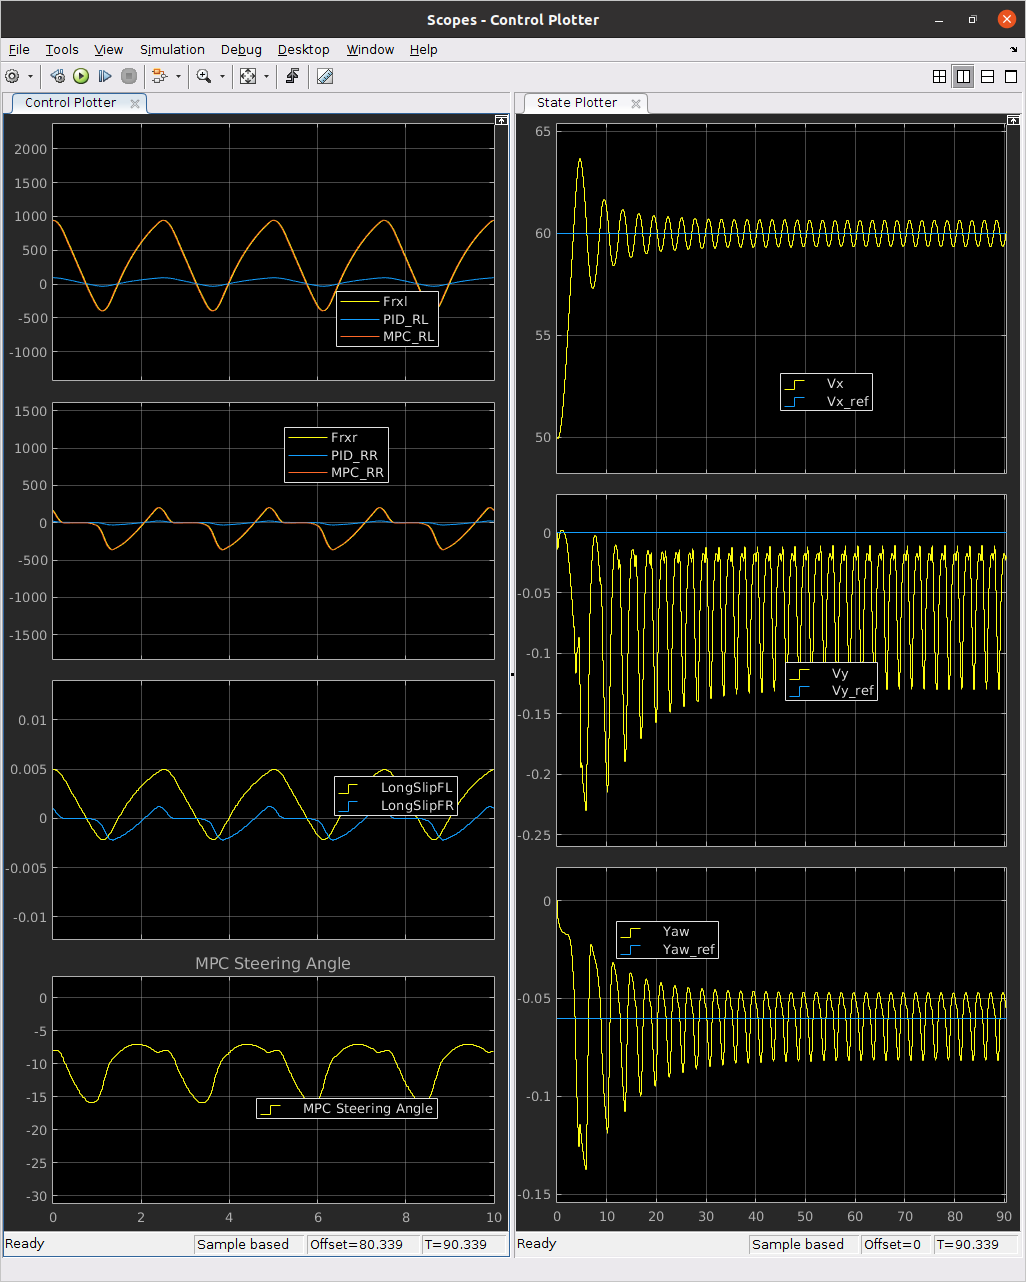 Scopes - Control Plotter
File Tools View Simulation Debug Desktop Window Help
Control Plotter
2000
1500
1000
500
0
-500
-1000
Frxl
PID_RL
MPC_RL
1500
1000
500
0
-500
-1000
-1500
Frxr
PID_RR
MPC_RR
0.01
0.005
0
-0.005
-0.01
LongSlipFL
LongSlipFR
MPC Steering Angle
0
-5
-10
-15
-20
-25
-30
MPC Steering Angle
0 2 4 6 8 10
Ready Sample based Offset=80.339 T=90.339
State Plotter
65
60
55
50
Vx
Vx_ref
0
-0.05
-0.1
-0.15
-0.2
-0.25
Vy
Vy_ref
0
-0.05
-0.1
-0.15
Yaw
Yaw_ref
0 10 20 30 40 50 60 70 80 90
Ready Sample based Offset=0 T=90.339